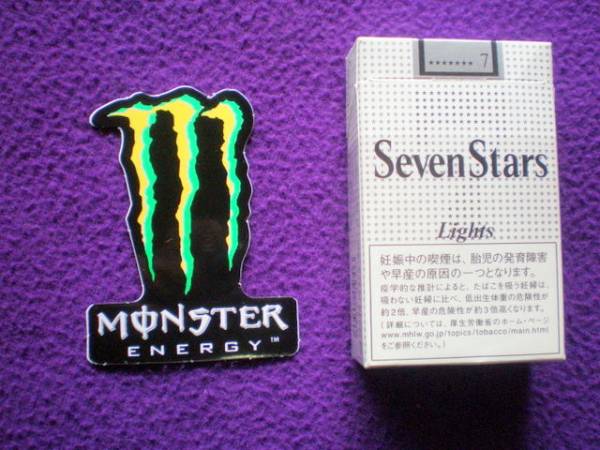 MONSTER
ENERGY™
******* 7
Seven Stars
Lights
妊娠中の喫煙は、胎児の発育障害
や早産の原因の一つとなります。
疫学的な推計によると、たばこを吸う妊婦は、
吸わない妊婦に比べ、低出生体重の危険性が
約2倍、早産の危険性が約3倍高くなります。
(詳細については、厚生労働省のホーム・ページ
www.mhlw.go.jp/topics/tobacco/main.html
をご参照ください。)